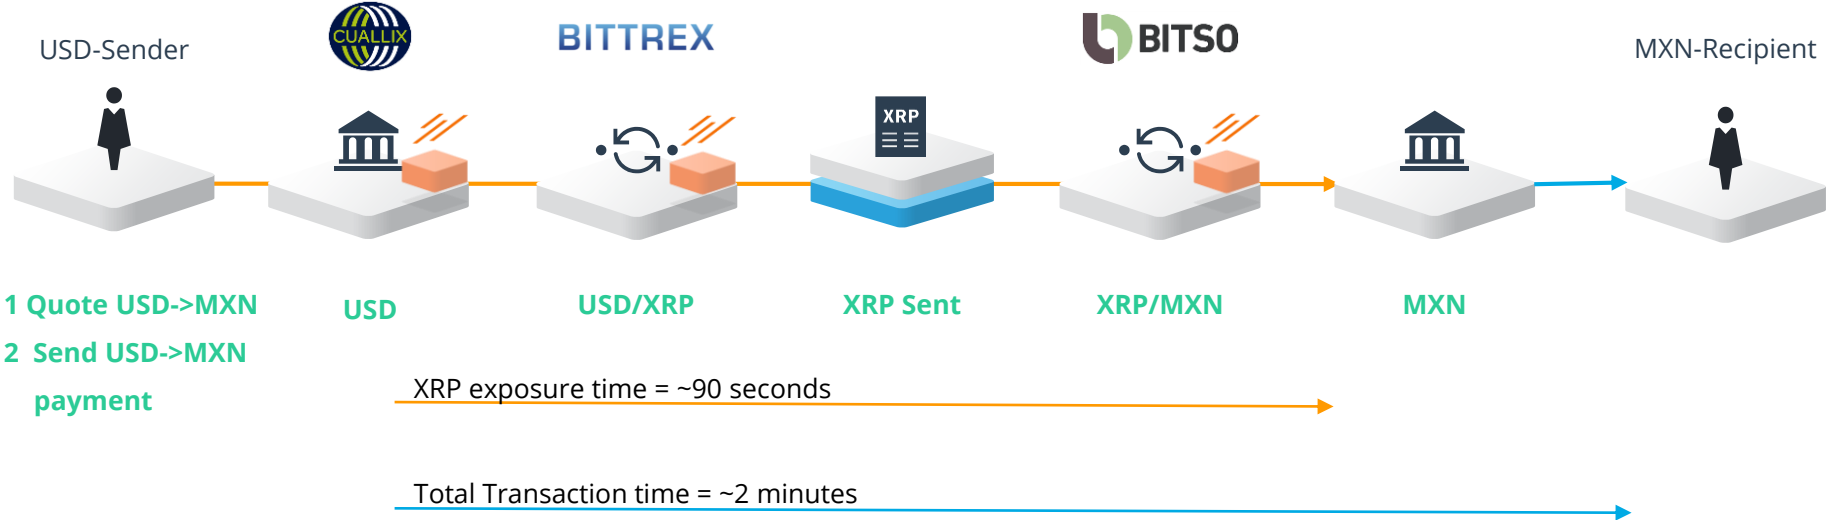 USD-Sender
CUALLIX
BITTREX
BITSO
MXN-Recipient
XRP
1 Quote USD->MXN
2 Send USD->MXN
payment
USD
USD/XRP
XRP Sent
XRP/MXN
MXN
XRP exposure time = ~90 seconds
Total Transaction time = ~2 minutes